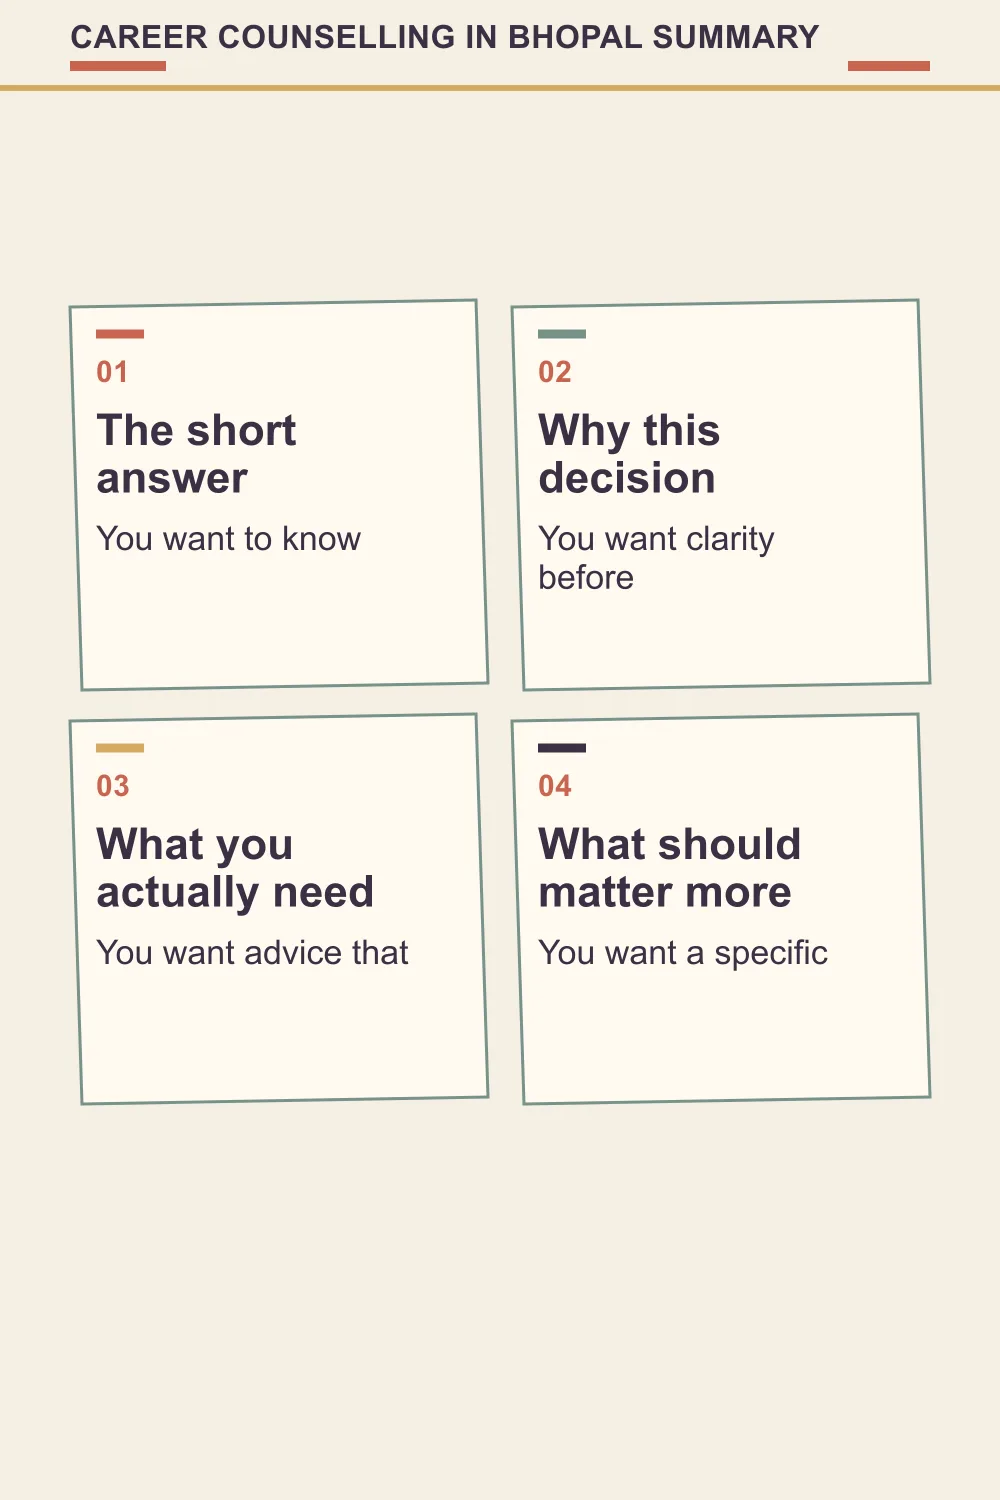 CAREER COUNSELLING IN BHOPAL SUMMARY
01
The short
answer
You want to know
02
Why this
decision
You want clarity
before
03
What you
actually need
You want advice that
04
What should
matter more
You want a specific